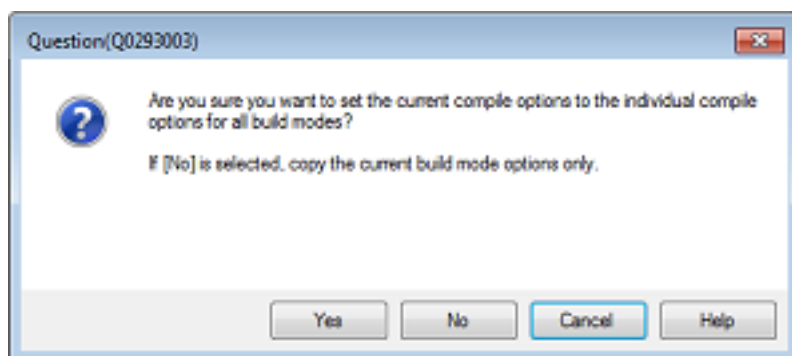 Question(Q0293003)
Are you sure you want to set the current compile options to the individual compile
options for all build modes?
If [No] is selected, copy the current build mode options only.
Yes No Cancel Help